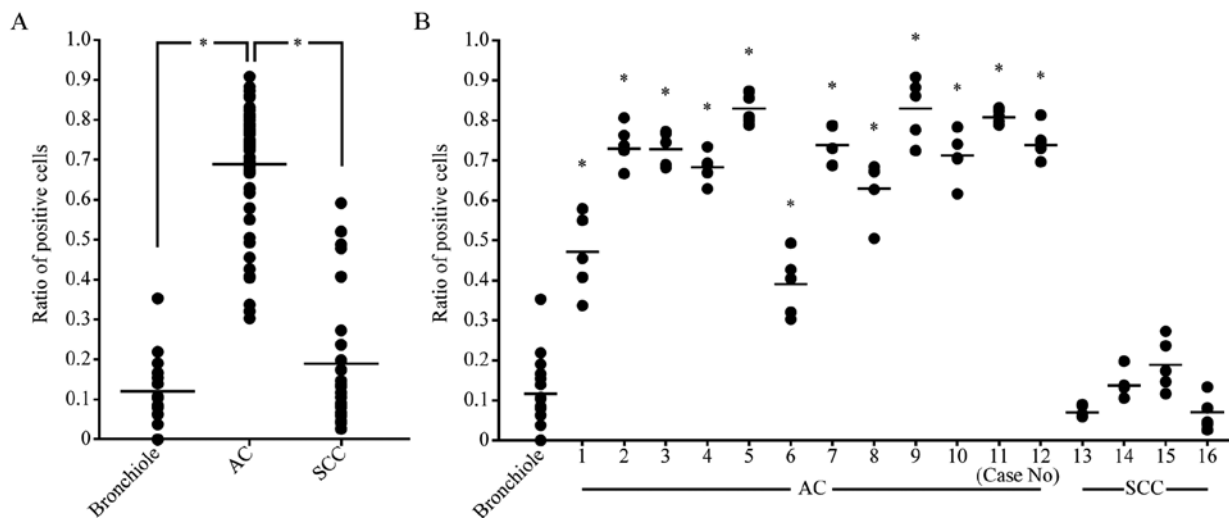 A
B
* *
1.0
0.9
0.8
0.7
0.6
0.5
0.4
0.3
0.2
0.1
0
Ratio of positive cells
Bronchiole
AC
SCC
1.0
0.9
0.8
0.7
0.6
0.5
0.4
0.3
0.2
0.1
0
Ratio of positive cells
* * * * * * * * * * * *
Bronchiole 1 2 3 4 5 6 7 8 9 10 11 12 13 14 15 16
(Case No)
AC SCC